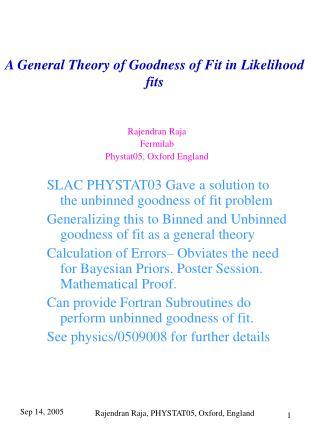 A General Theory of Goodness of Fit in Likelihood
fits
Rajendran Raja
Fermilab
Phystat05, Oxford England
SLAC PHYSTAT03 Gave a solution to
the unbinned goodness of fit problem
Generalizing this to Binned and Unbinned
goodness of fit as a general theory
Calculation of Errors– Obviates the need
for Bayesian Priors. Poster Session.
Mathematical Proof.
Can provide Fortran Subroutines do
perform unbinned goodness of fit.
See physics/0509008 for further details
Sep 14, 2005 Rajendran Raja, PHYSTAT05, Oxford, England 1